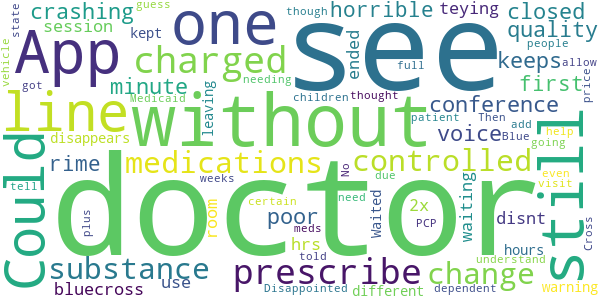 state
guess
vehicle
crashing
session
kept
one
though
horrible
teying
people
closed
quality
App
charged
ended
see
keeps
allow
price
got
minute
leaving
needing
Medicaid
children
thought
full
first
line
without
conference
disappears
patient
Then
add
Blue
voice
going
help
Could
rime
medications
controlled
still
No
weeks
certain
due
even
visit
tell
doctor
plus
poor
room
meds
need
Waited
2x
PCP
waiting
disnt
hours
Cross
substance
hrs
told
prescribe
change
understand
bluecross
use
Disappointed
different
dependent
warning